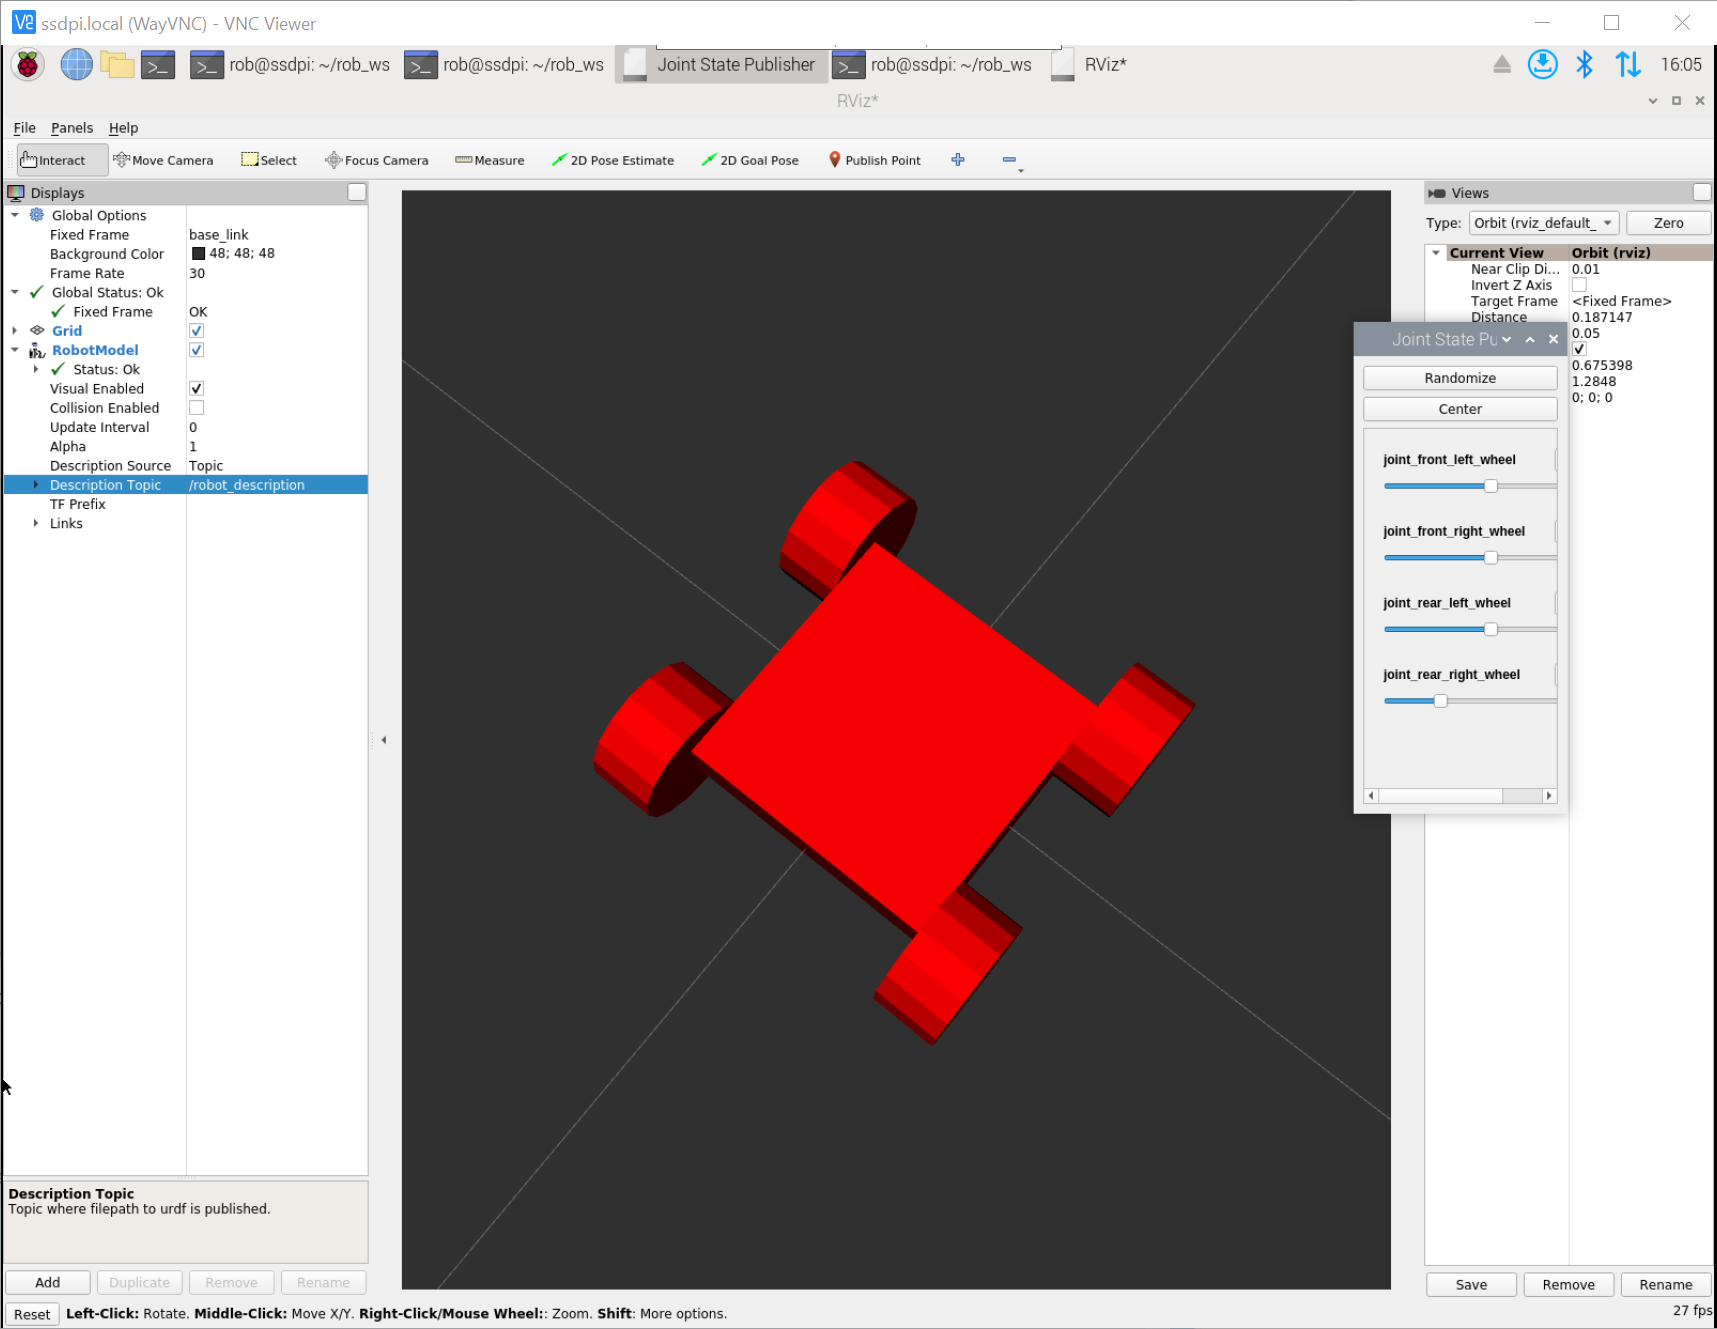 ssdpi.local (WayVNC) - VNC Viewer
rob@ssdpi: ~/rob_ws
rob@ssdpi: ~/rob_ws
Joint State Publisher
rob@ssdpi: ~/rob_ws
RViz*
16:05
RViz*
File Panels Help
Interact Move Camera Select Focus Camera Measure 2D Pose Estimate 2D Goal Pose Publish Point
Displays
Global Options
Fixed Frame base_link
Background Color 48; 48; 48
Frame Rate 30
Global Status: Ok
Fixed Frame OK
Grid
RobotModel
Status: Ok
Visual Enabled
Collision Enabled
Update Interval 0
Alpha 1
Description Source Topic
Description Topic /robot_description
TF Prefix
Links
Description Topic
Topic where filepath to urdf is published.
Add Duplicate Remove Rename
Reset Left-Click: Rotate. Middle-Click: Move X/Y. Right-Click/Mouse Wheel:: Zoom. Shift: More options.
Views
Type: Orbit (rviz_default_ Zero
Current View Orbit (rviz)
Near Clip Di... 0.01
Invert Z Axis
Target Frame <Fixed Frame>
Distance 0.187147
0.05
0.675398
1.2848
0; 0; 0
Joint State Pu
Randomize
Center
joint_front_left_wheel
joint_front_right_wheel
joint_rear_left_wheel
joint_rear_right_wheel
Save Remove Rename
27 fps